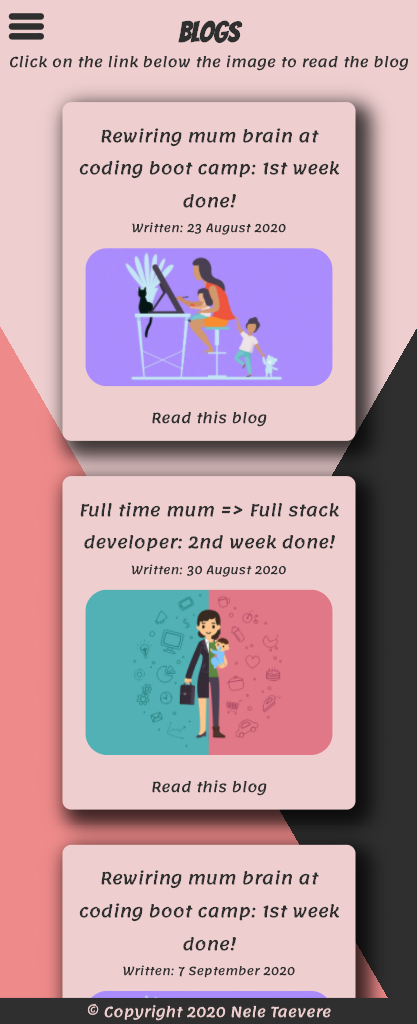 BLOGS
Click on the link below the image to read the blog
Rewiring mum brain at
coding boot camp: 1st week
done!
Written: 23 August 2020
Read this blog
Full time mum => Full stack
developer: 2nd week done!
Written: 30 August 2020
Read this blog
Rewiring mum brain at
coding boot camp: 1st week
done!
Written: 7 September 2020
© Copyright 2020 Nele Taevere